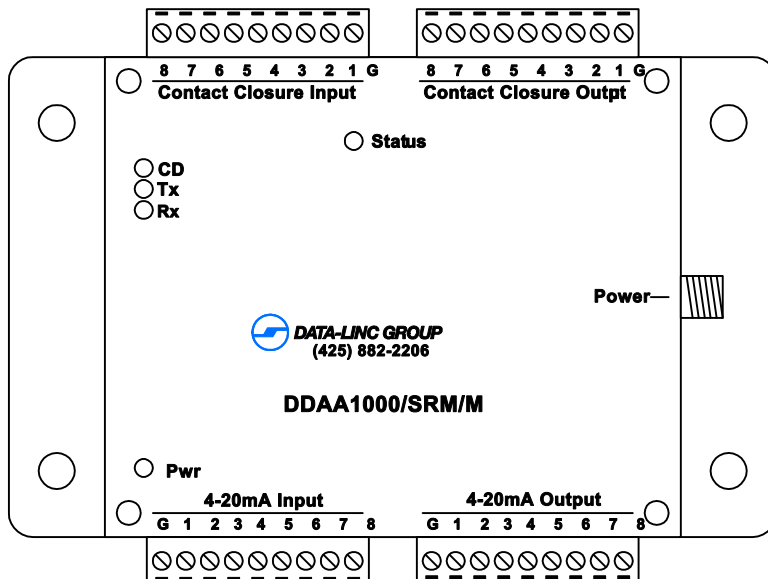 8 7 6 5 4 3 2 1 G
Contact Closure Input
8 7 6 5 4 3 2 1 G
Contact Closure Outpt
Status
CD
Tx
Rx
Power
DATA-LINC GROUP
(425) 882-2206
DDAA1000/SRM/M
Pwr
4-20mA Input
G 1 2 3 4 5 6 7 8
4-20mA Output
G 1 2 3 4 5 6 7 8